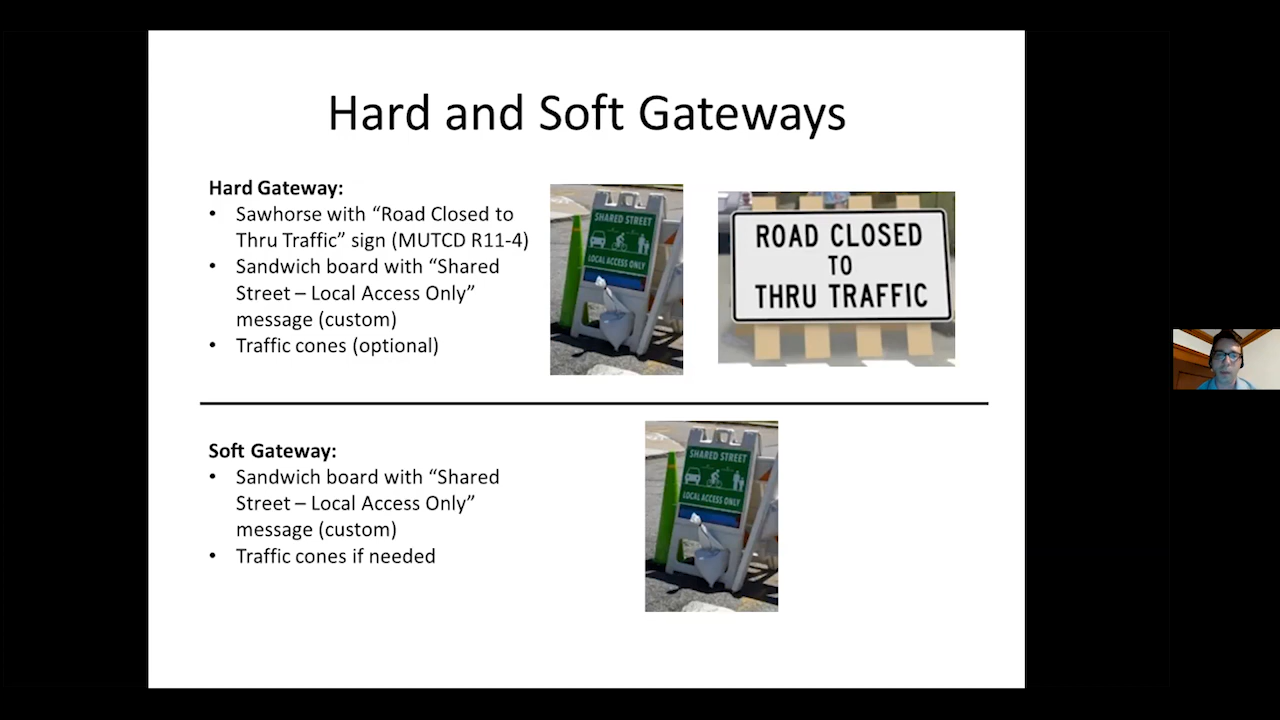 Hard and Soft Gateways
Hard Gateway:
• Sawhorse with “Road Closed to
Thru Traffic” sign (MUTCD R11-4)
• Sandwich board with “Shared
Street – Local Access Only”
message (custom)
• Traffic cones (optional)
SHARED STREET
LOCAL ACCESS ONLY
ROAD CLOSED
TO
THRU TRAFFIC
Soft Gateway:
• Sandwich board with “Shared
Street – Local Access Only”
message (custom)
• Traffic cones if needed
SHARED STREET
LOCAL ACCESS ONLY